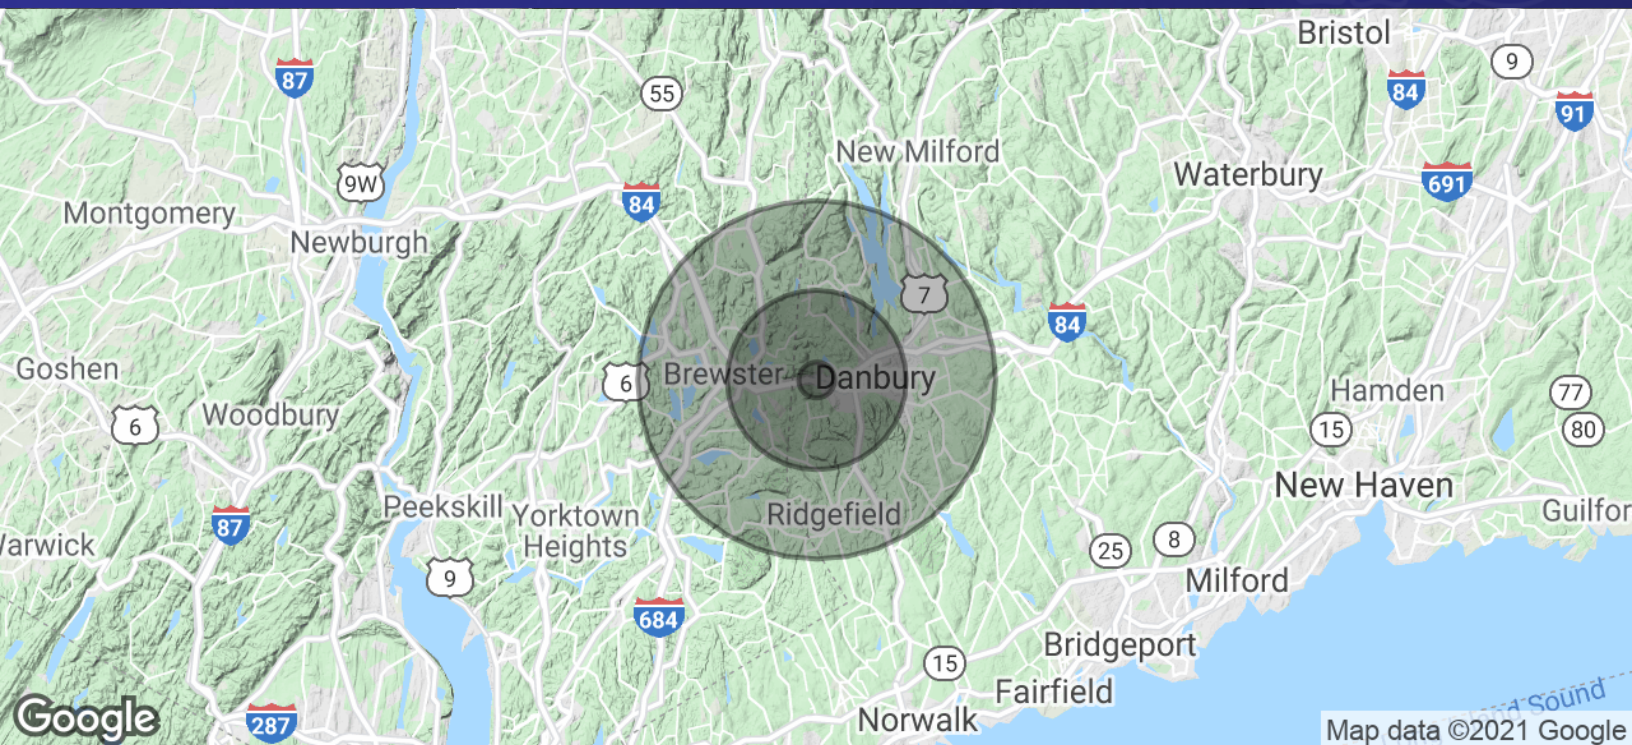 Bristol
9
87
84
55
91
New Milford
9W
Waterbury
691
84
Montgomery
Newburgh
7
84
Goshen
6
Brewster
Danbury
Hamden
77
Woodbury
6
15
80
New Haven
Peekskill
Yorktown
Heights
Ridgefield
Guilfor
87
arwick
25
8
9
Milford
684
Bridgeport
15
Fairfield
Norwalk
Sound
Google
287
Map data ©2021 Google